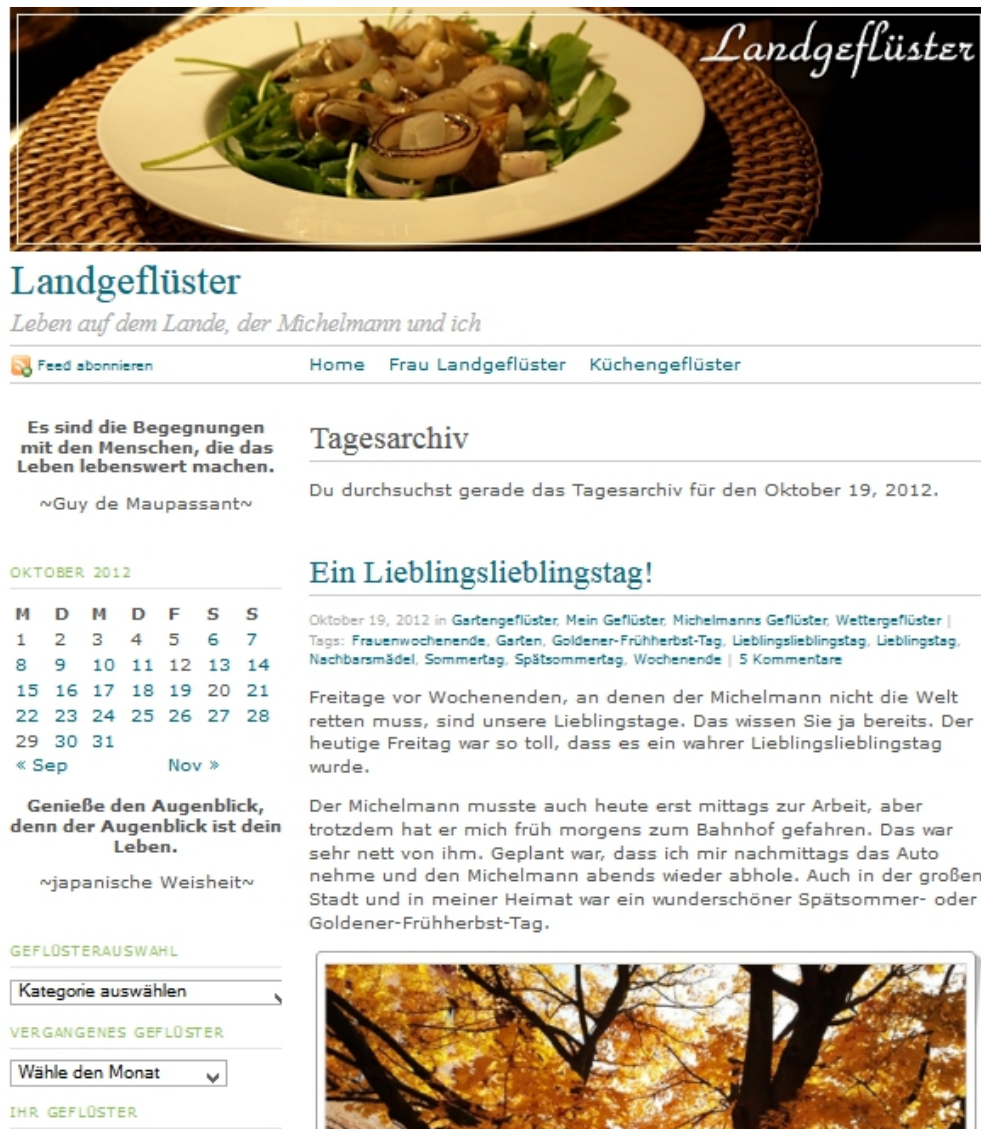 Landgeflüster
Landgeflüster
Leben auf dem Lande, der Michelmann und ich
Feed abonnieren
Home Frau Landgeflüster Küchengeflüster
Es sind die Begegnungen
mit den Menschen, die das
Leben lebenswert machen.
~Guy de Maupassant~
OKTOBER 2012
M D M D F S S
1 2 3 4 5 6 7
8 9 10 11 12 13 14
15 16 17 18 19 20 21
22 23 24 25 26 27 28
29 30 31
« Sep Nov »
Genieße den Augenblick,
denn der Augenblick ist dein
Leben.
~japanische Weisheit~
GEFLÜSTERAUSWAHL
Kategorie auswählen
VERGANGENES GEFLÜSTER
Wähle den Monat
IHR GEFLÜSTER
Tagesarchiv
Du durchsuchst gerade das Tagesarchiv für den Oktober 19, 2012.
Ein Lieblingslieblingstag!
Oktober 19, 2012 in Gartengeflüster, Mein Geflüster, Michelmanns Geflüster, Wettergeflüster |
Tags: Frauenwochenende, Garten, Goldener-Frühherbst-Tag, Lieblingslieblingstag, Lieblingstag,
Nachbarsmädel, Sommertag, Spätsommertag, Wochenende | 5 Kommentare
Freitage vor Wochenenden, an denen der Michelmann nicht die Welt
retten muss, sind unsere Lieblingstage. Das wissen Sie ja bereits. Der
heutige Freitag war so toll, dass es ein wahrer Lieblingslieblingstag
wurde.
Der Michelmann musste auch heute erst mittags zur Arbeit, aber
trotzdem hat er mich früh morgens zum Bahnhof gefahren. Das war
sehr nett von ihm. Geplant war, dass ich mir nachmittags das Auto
nehme und den Michelmann abends wieder abhole. Auch in der großen
Stadt und in meiner Heimat war ein wunderschöner Spätsommer- oder
Goldener-Frühherbst-Tag.